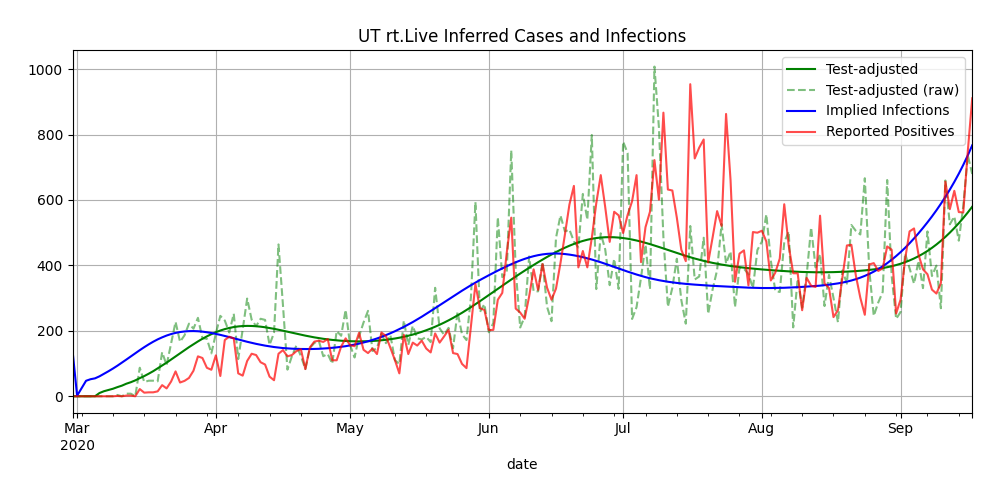 UT rt.Live Inferred Cases and Infections
Test-adjusted
Test-adjusted (raw)
Implied Infections
Reported Positives
1000
800
600
400
200
0
Mar Apr May Jun Jul Aug Sep
2020
date